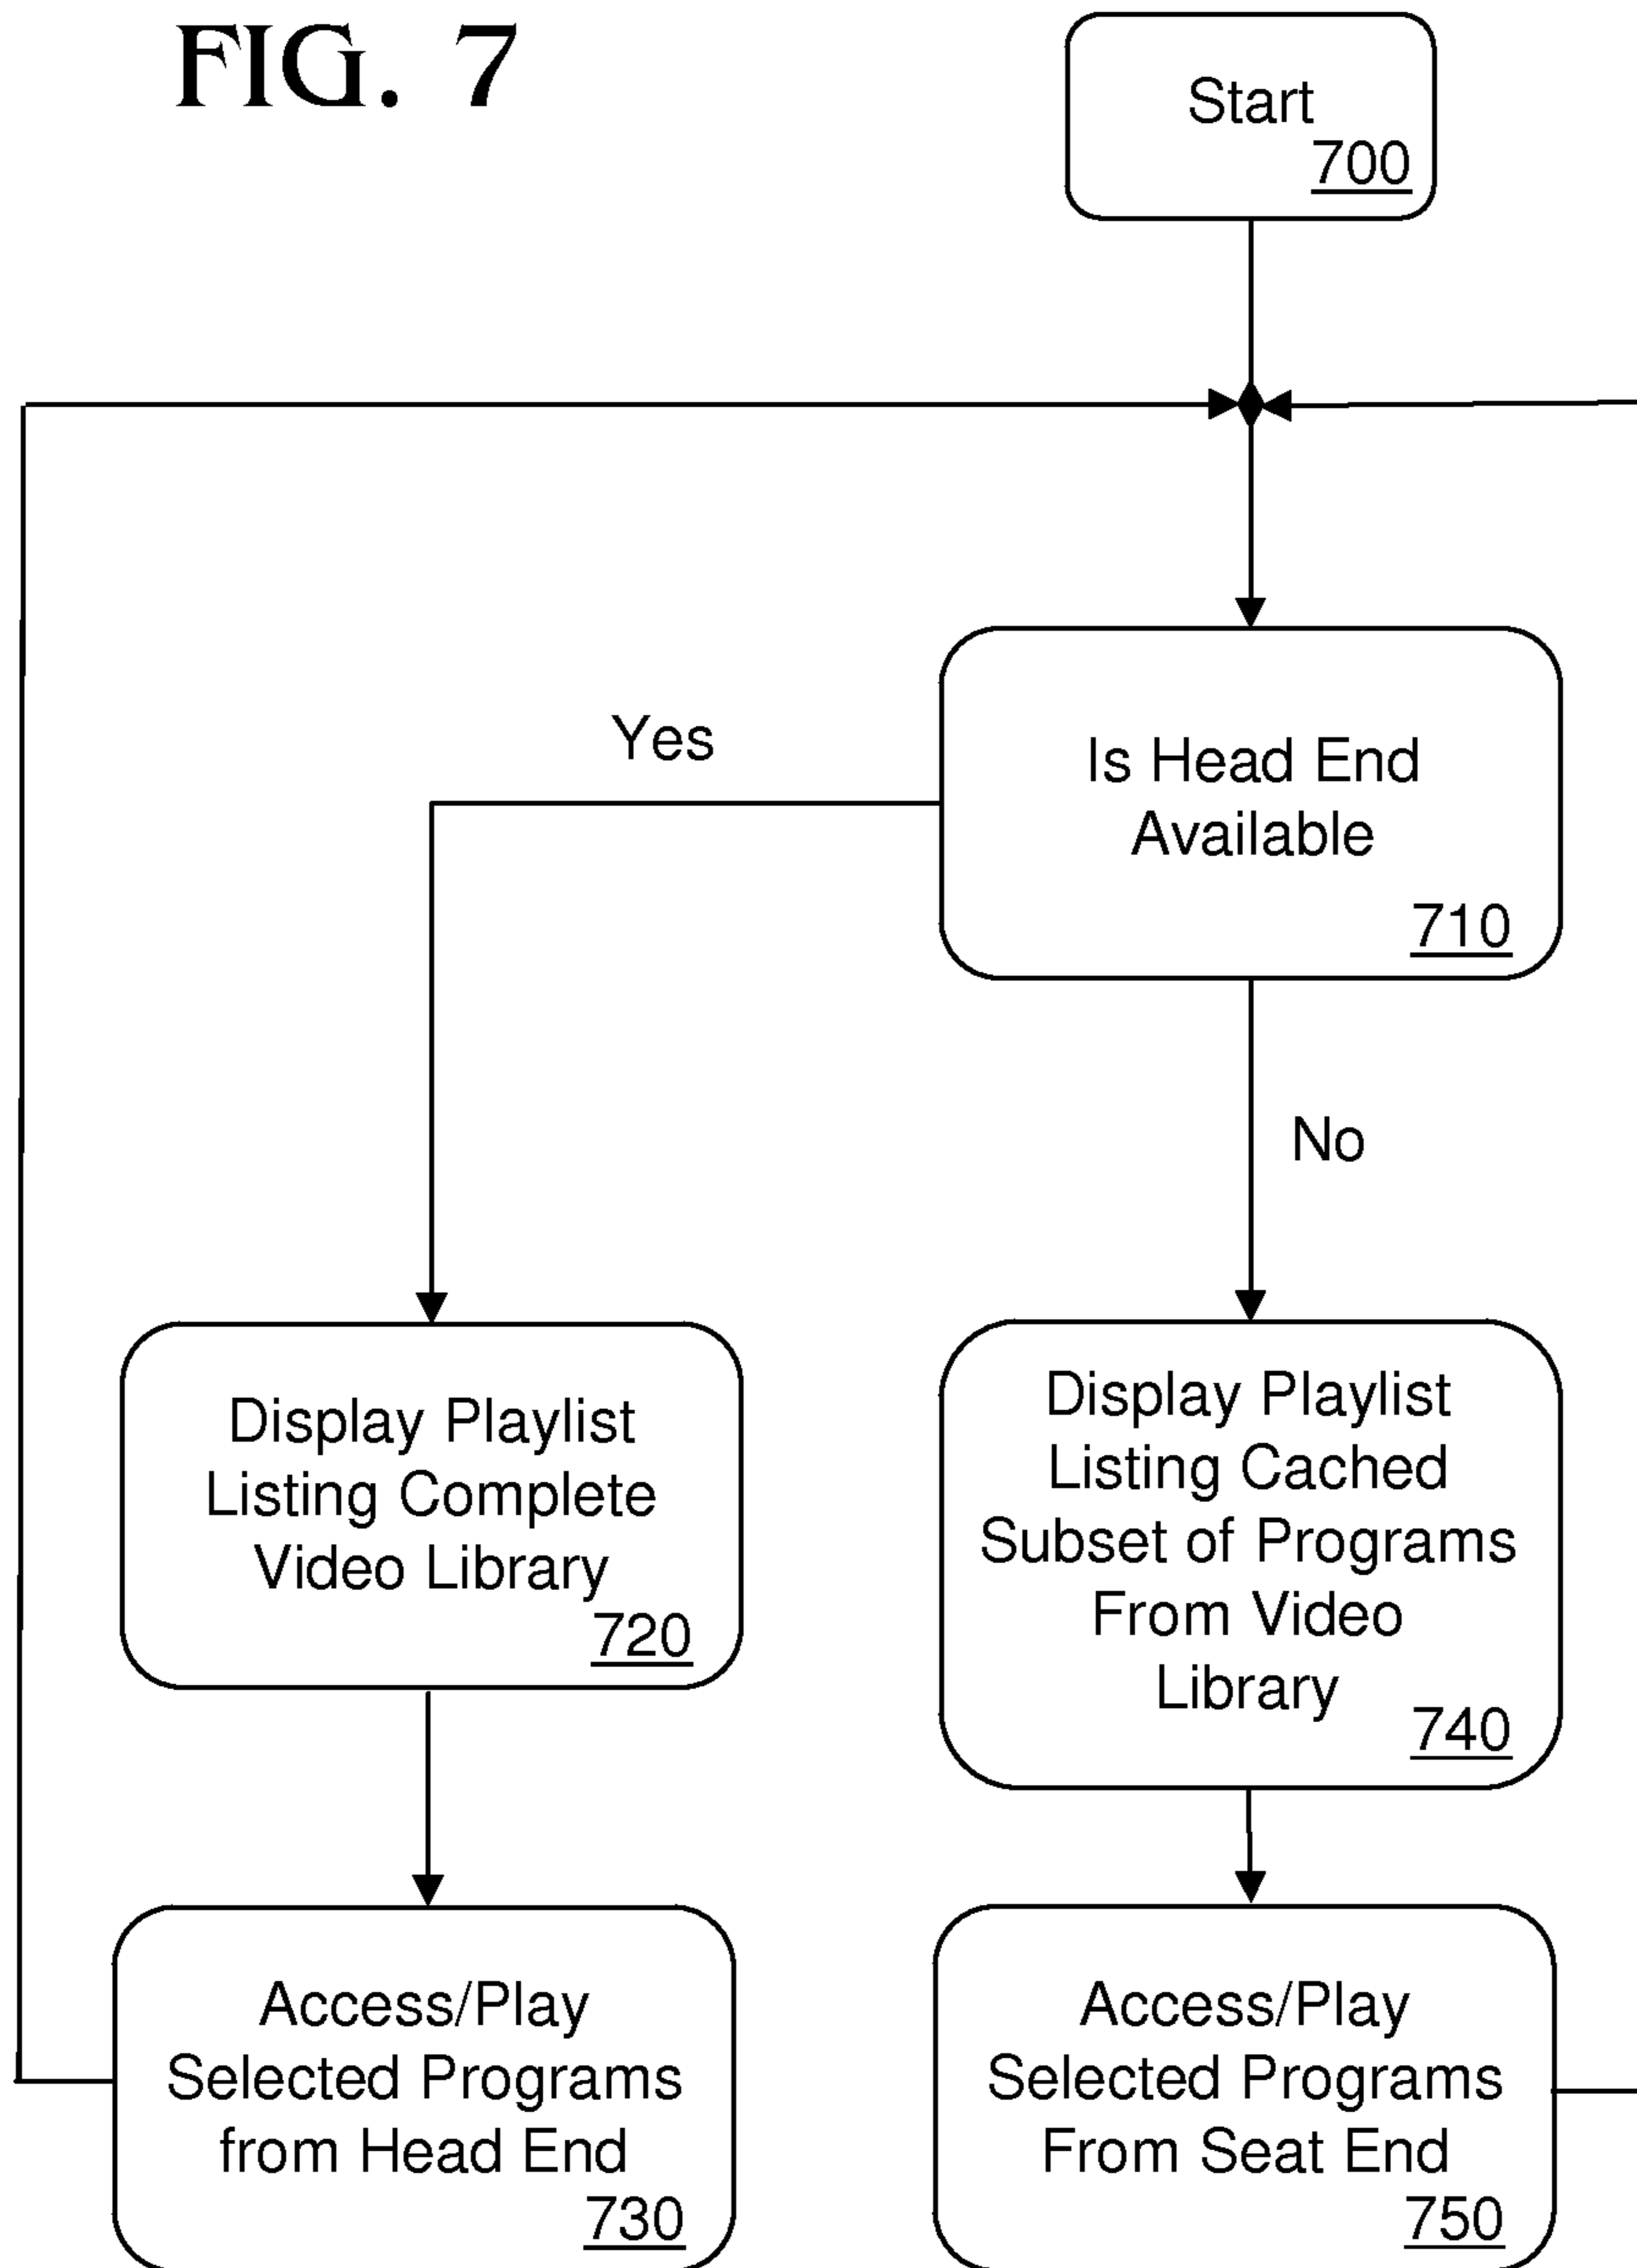 FIG. 7
Start
700
Yes
Is Head End
Available
710
No
Display Playlist
Listing Complete
Video Library
720
Display Playlist
Listing Cached
Subset of Programs
From Video
Library
740
Access/Play
Selected Programs
from Head End
730
Access/Play
Selected Programs
From Seat End
750